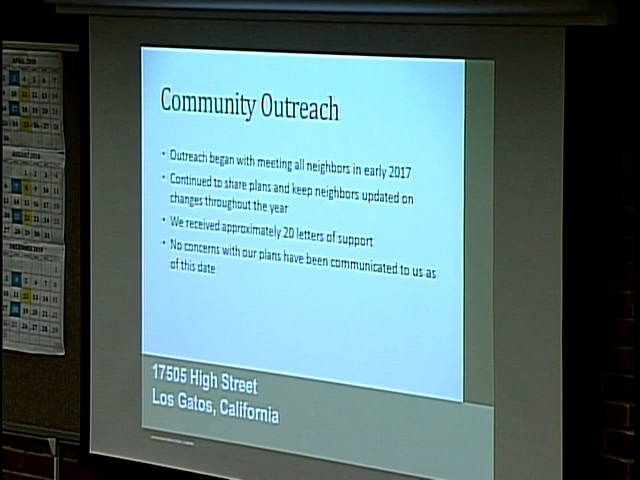 Community Outreach
• Outreach began with meeting all neighbors in early 2017
• Continued to share plans and keep neighbors updated on
changes throughout the year
• We received approximately 20 letters of support
• No concerns with our plans have been communicated to us as
of this date
17505 High Street
Los Gatos, California